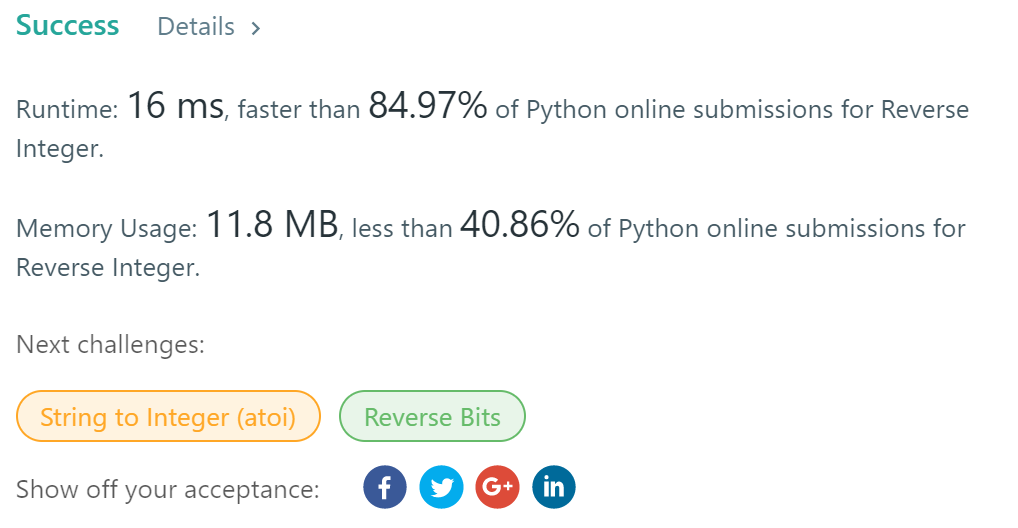 Success Details >
Runtime: 16 ms, faster than 84.97% of Python online submissions for Reverse
Integer.
Memory Usage: 11.8 MB, less than 40.86% of Python online submissions for
Reverse Integer.
Next challenges:
String to Integer (atoi) Reverse Bits
Show off your acceptance: f G+ in